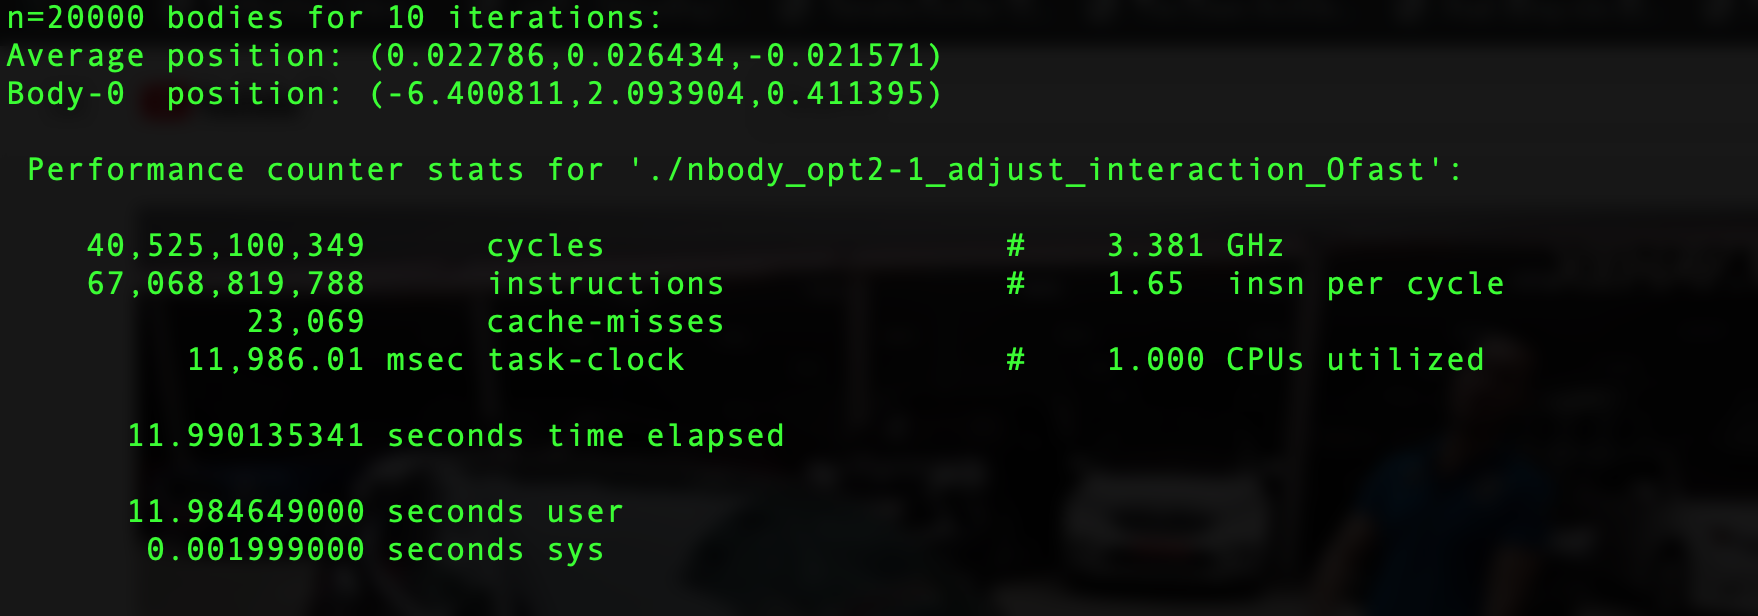 n=20000 bodies for 10 iterations:
Average position: (0.022786,0.026434,-0.021571)
Body-0  position: (-6.400811,2.093904,0.411395)
Performance counter stats for './nbody_opt2-1_adjust_interaction_Ofast':
40,525,100,349      cycles                    #    3.381 GHz
67,068,819,788      instructions              #    1.65  insn per cycle
23,069      cache-misses
11,986.01 msec task-clock                #    1.000 CPUs utilized
11.990135341 seconds time elapsed
11.984649000 seconds user
0.001999000 seconds sys